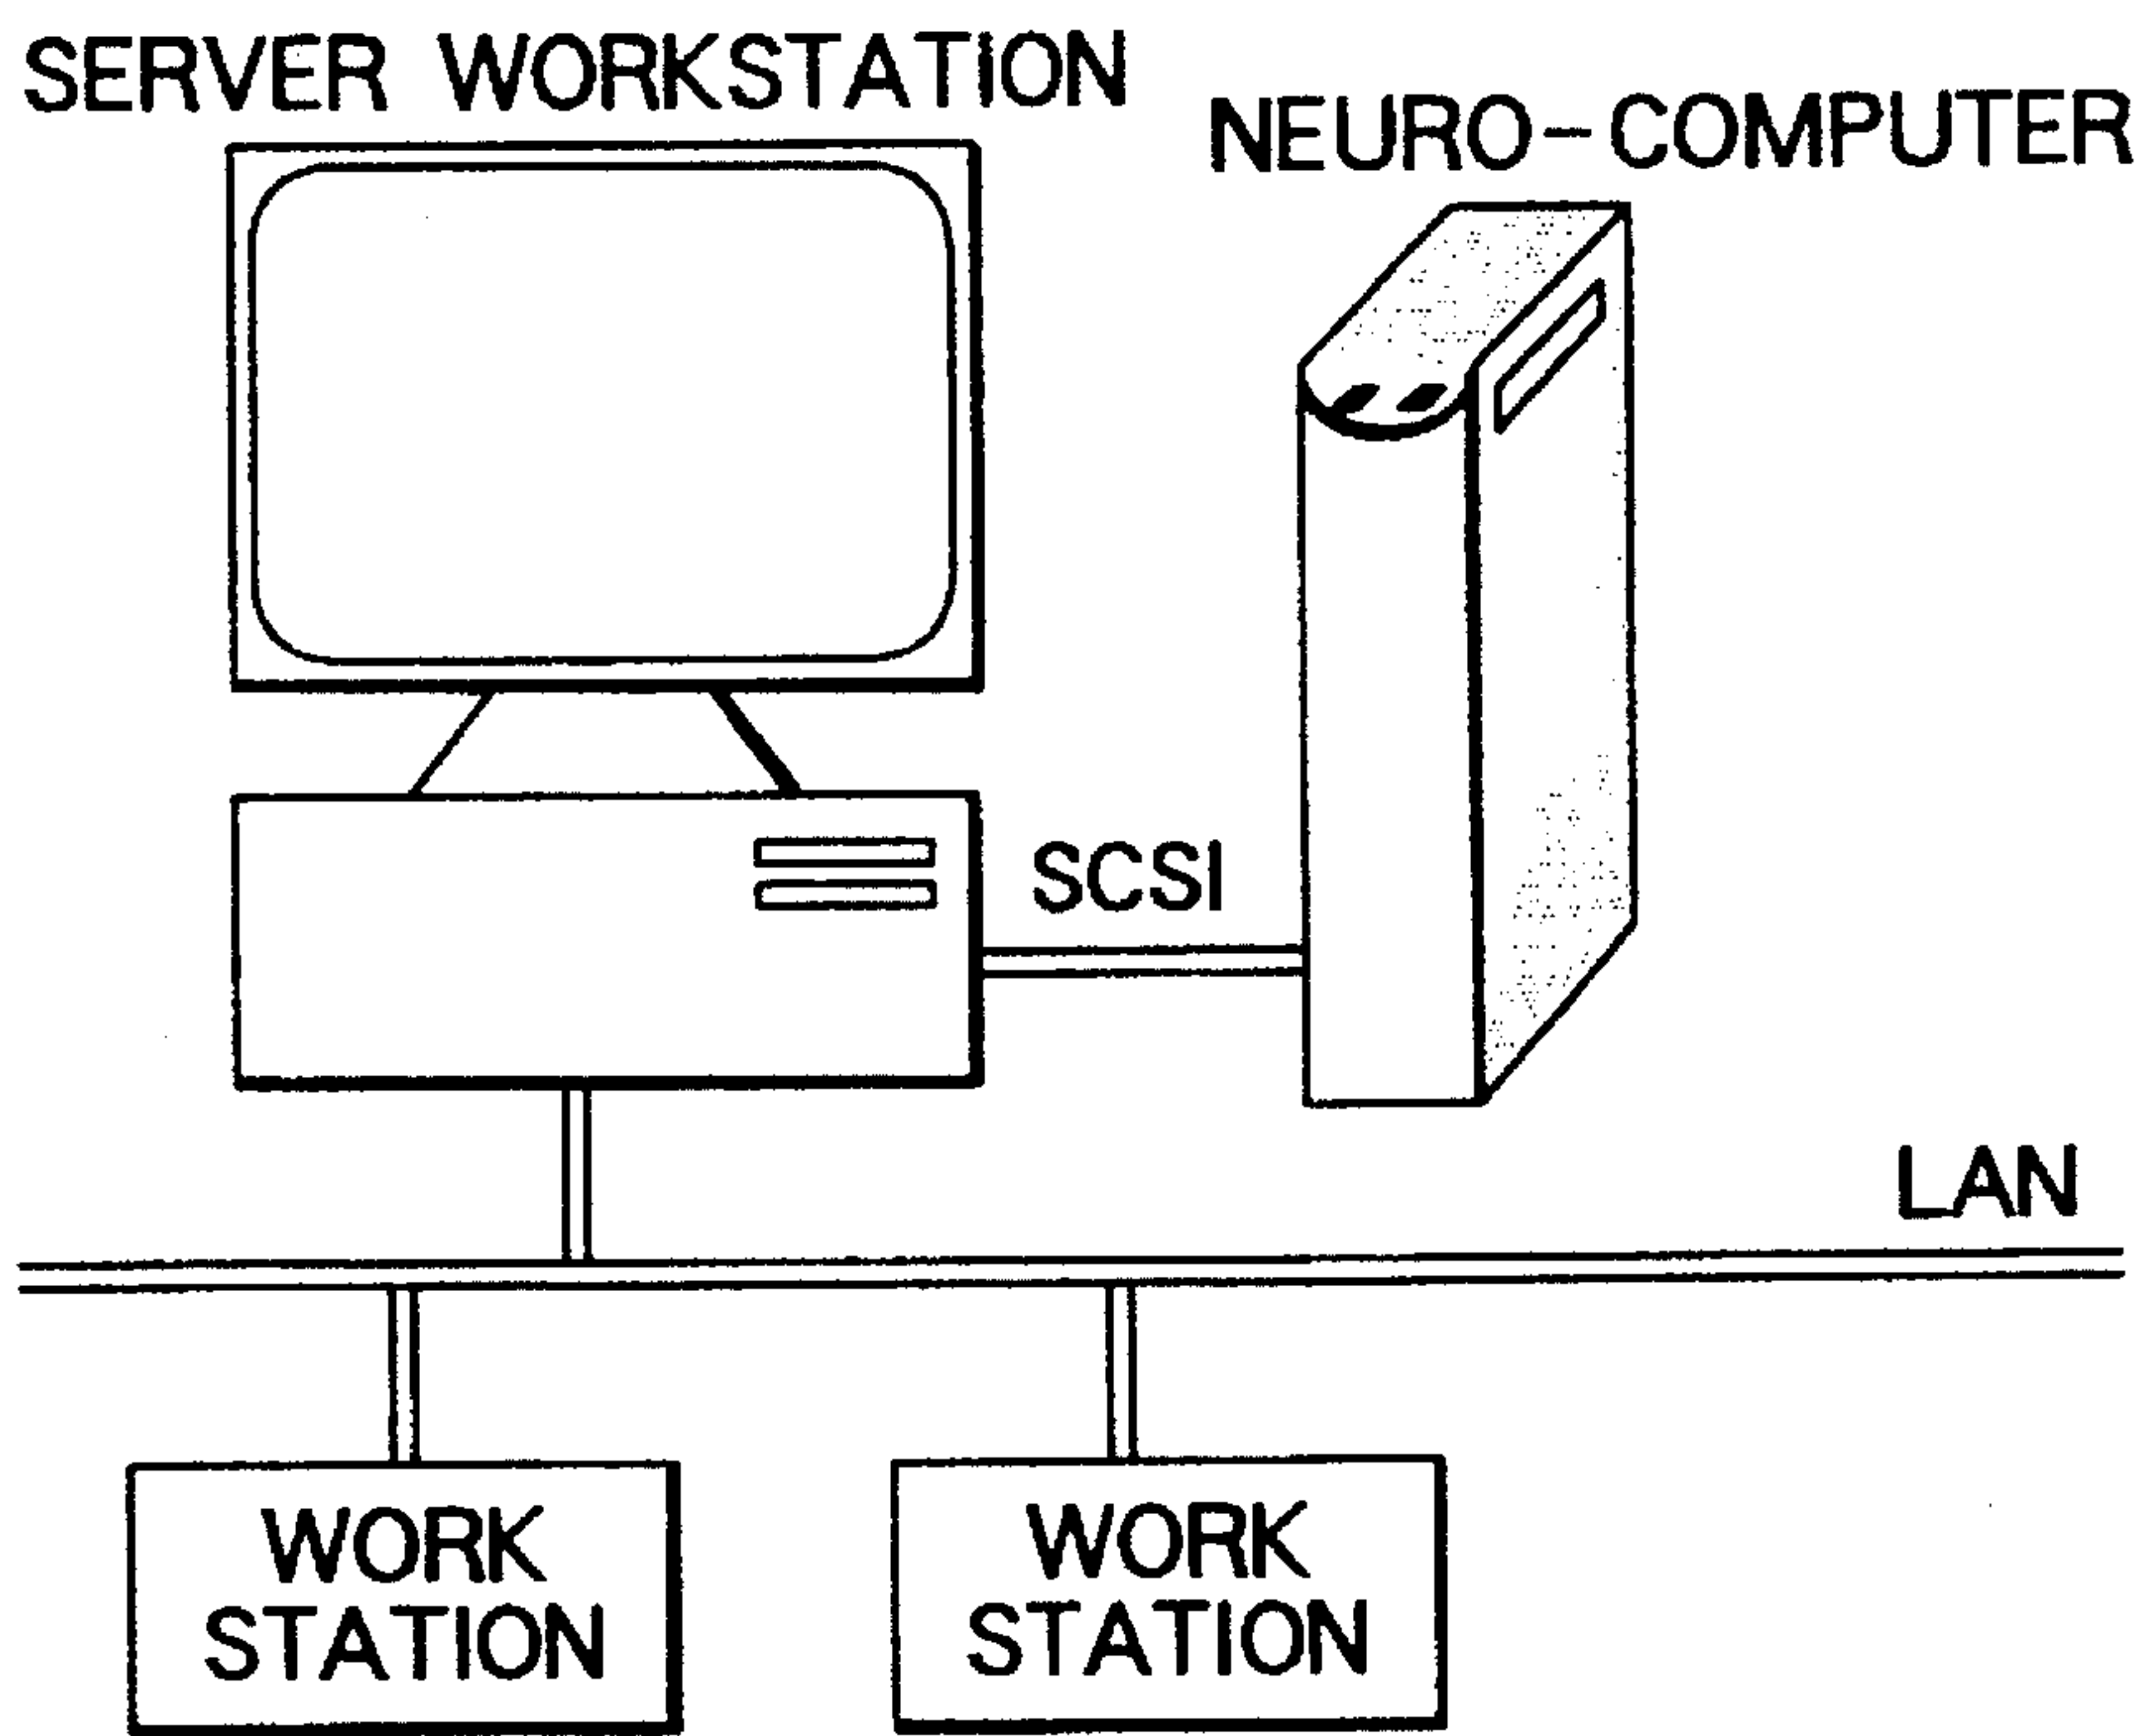 SERVER WORKSTATION
NEURO-COMPUTER
SCSI
LAN
WORK
STATION
WORK
STATION